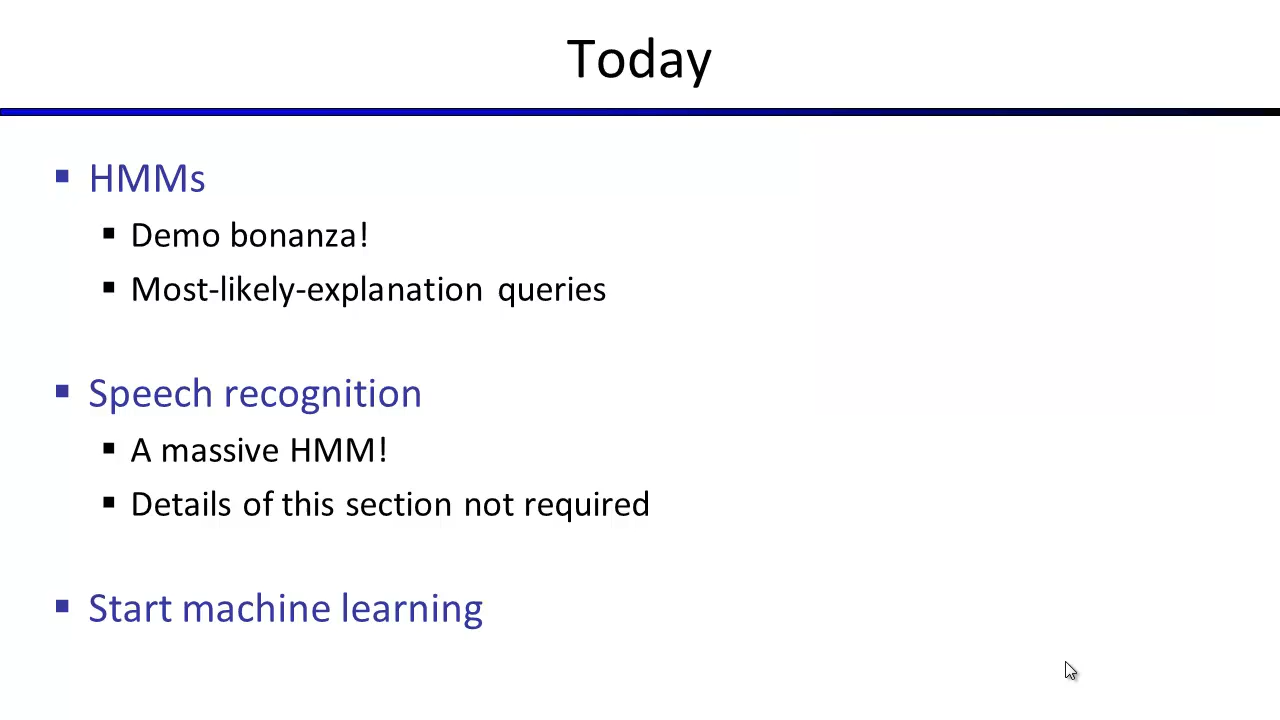 Today
HMMs
Demo bonanza!
Most-likely-explanation queries
Speech recognition
A massive HMM!
Details of this section not required
Start machine learning